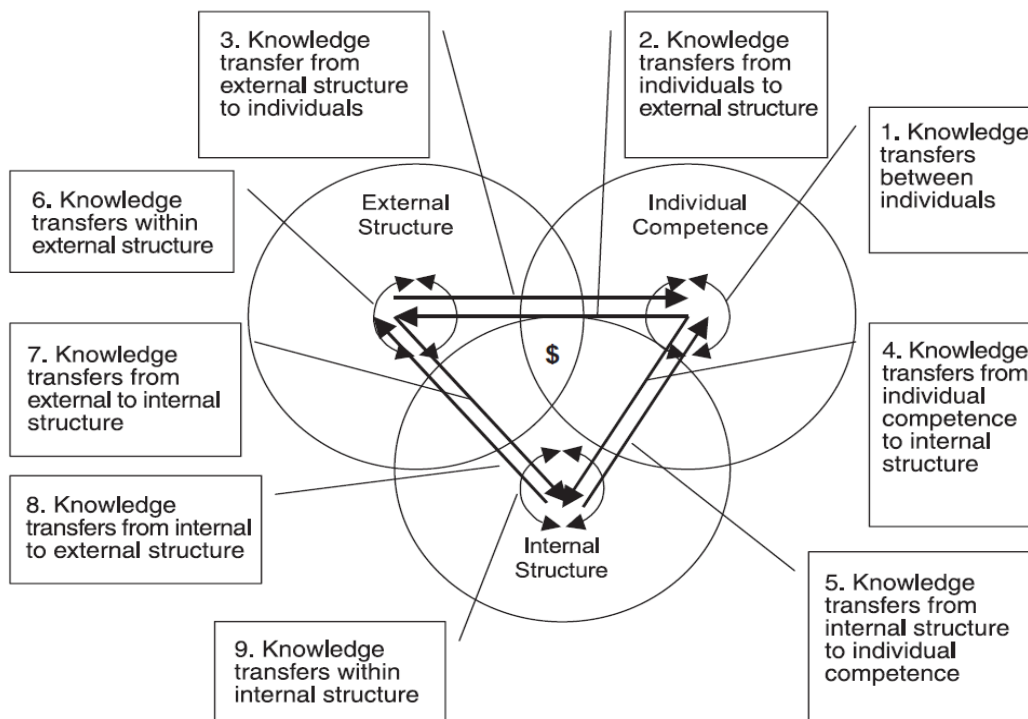 3. Knowledge
transfer from
external structure
to individuals
2. Knowledge
transfers from
individuals to
external structure
1. Knowledge
transfers
between
individuals
6. Knowledge
transfers within
external structure
External
Structure
Individual
Competence
7. Knowledge
transfers from
external to internal
structure
$
4. Knowledge
transfers from
individual
competence
to internal
structure
8. Knowledge
transfers from internal
to external structure
Internal
Structure
5. Knowledge
transfers from
internal structure
to individual
competence
9. Knowledge
transfers within
internal structure